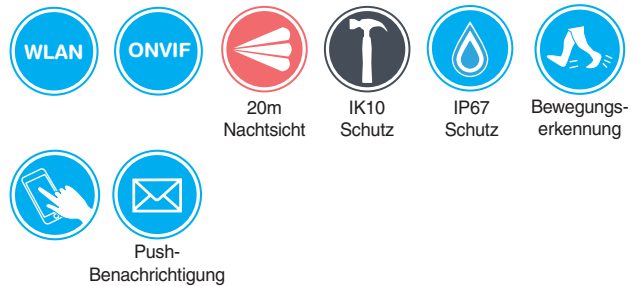 WLAN
ONVIF
20m
Nachtsicht
IK10
Schutz
IP67
Schutz
Bewegungs-
erkennung
Push-
Benachrichtigung